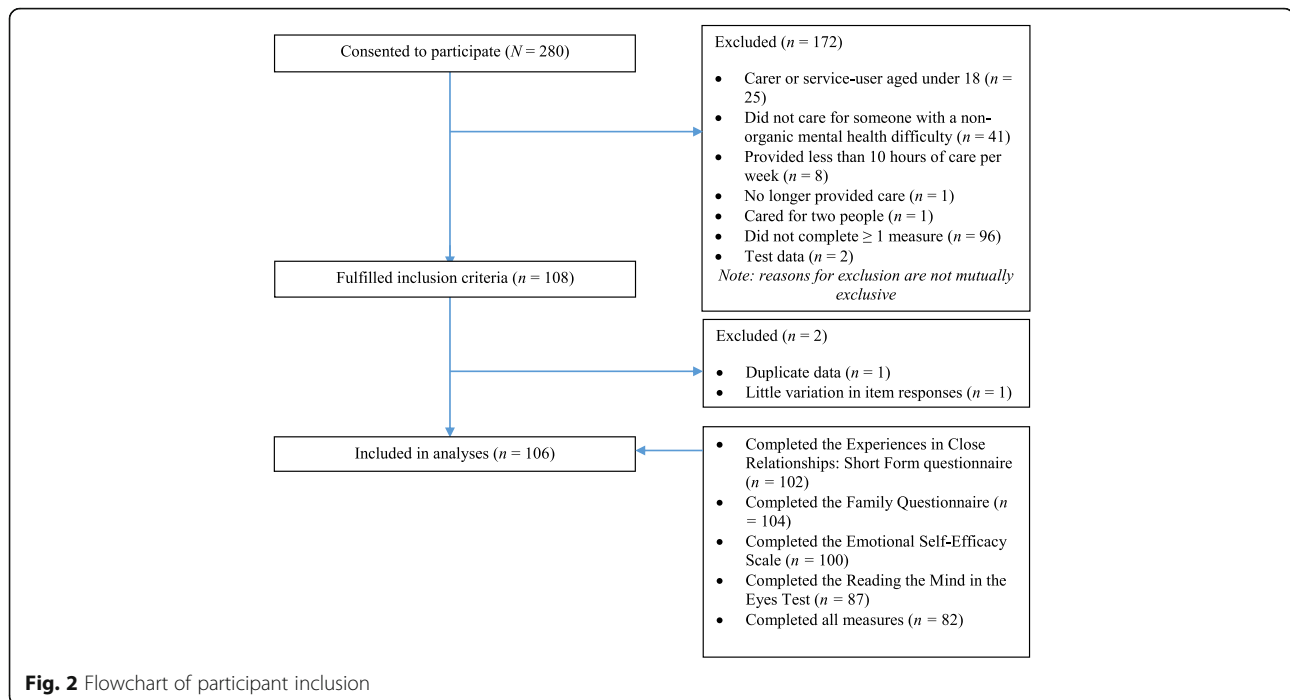 Consented to participate (N = 280)
Excluded (n = 172)
• Carer or service-user aged under 18 (n =
25)
• Did not care for someone with a non-
organic mental health difficulty (n = 41)
• Provided less than 10 hours of care per
week (n = 8)
• No longer provided care (n = 1)
• Cared for two people (n = 1)
• Did not complete ≥ 1 measure (n = 96)
• Test data (n = 2)
Note: reasons for exclusion are not mutually
exclusive
Fulfilled inclusion criteria (n = 108)
Excluded (n = 2)
• Duplicate data (n = 1)
• Little variation in item responses (n = 1)
Included in analyses (n = 106)
• Completed the Experiences in Close
Relationships: Short Form questionnaire
(n = 102)
• Completed the Family Questionnaire (n
= 104)
• Completed the Emotional Self-Efficacy
Scale (n = 100)
• Completed the Reading the Mind in the
Eyes Test (n = 87)
• Completed all measures (n = 82)
Fig. 2 Flowchart of participant inclusion